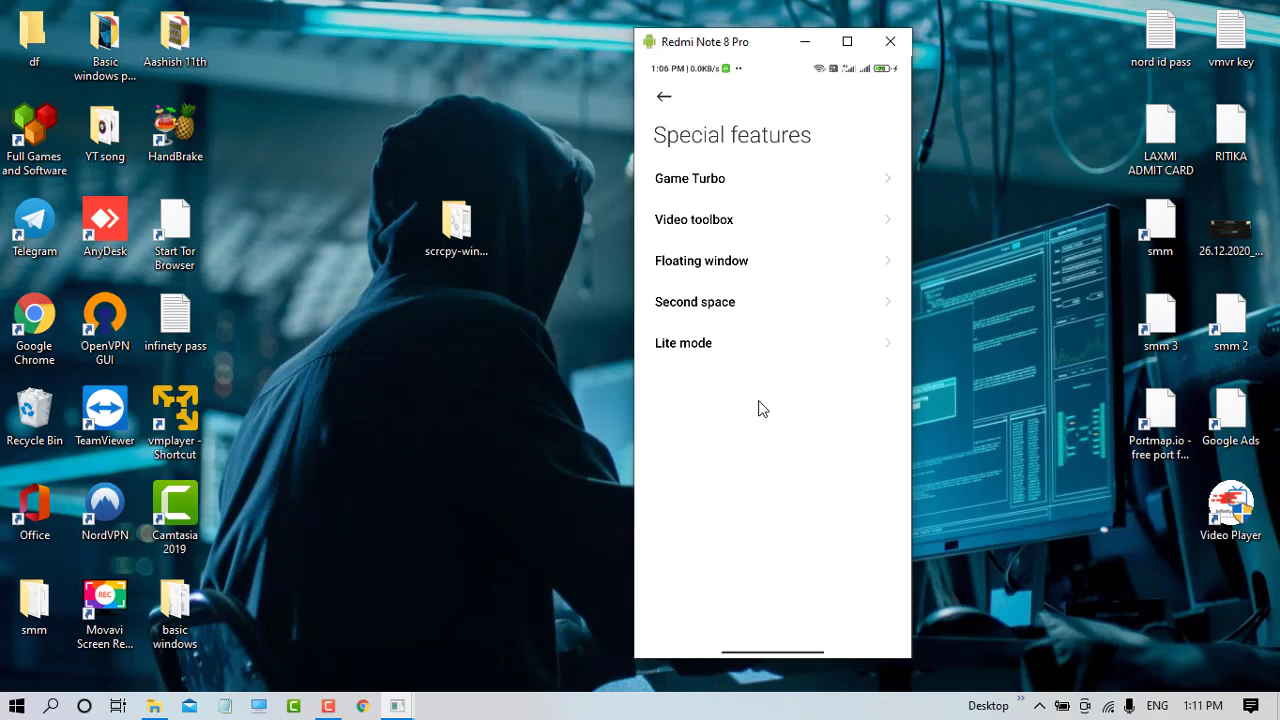 df
Basic
windows p...
Aashish 11th
Full Games
and Software
YT song
HandBrake
Telegram
AnyDesk
Start Tor
Browser
Google
Chrome
OpenVPN
GUI
infinety pass
Recycle Bin
TeamViewer
vmplayer -
Shortcut
Office
NordVPN
Camtasia
2019
smm
REC
Movavi
Screen Re...
basic
windows
scrcpy-win...
Redmi Note 8 Pro
1:06 PM | 0.0KB/s
Special features
Game Turbo
Video toolbox
Floating window
Second space
Lite mode
nord id pass
vmvr key
LAXMI
ADMIT CARD
RITIKA
smm
26.12.2020_...
smm 3
smm 2
Portmap.io -
free port f...
Google Ads
Video Player
Desktop
ENG
1:11 PM